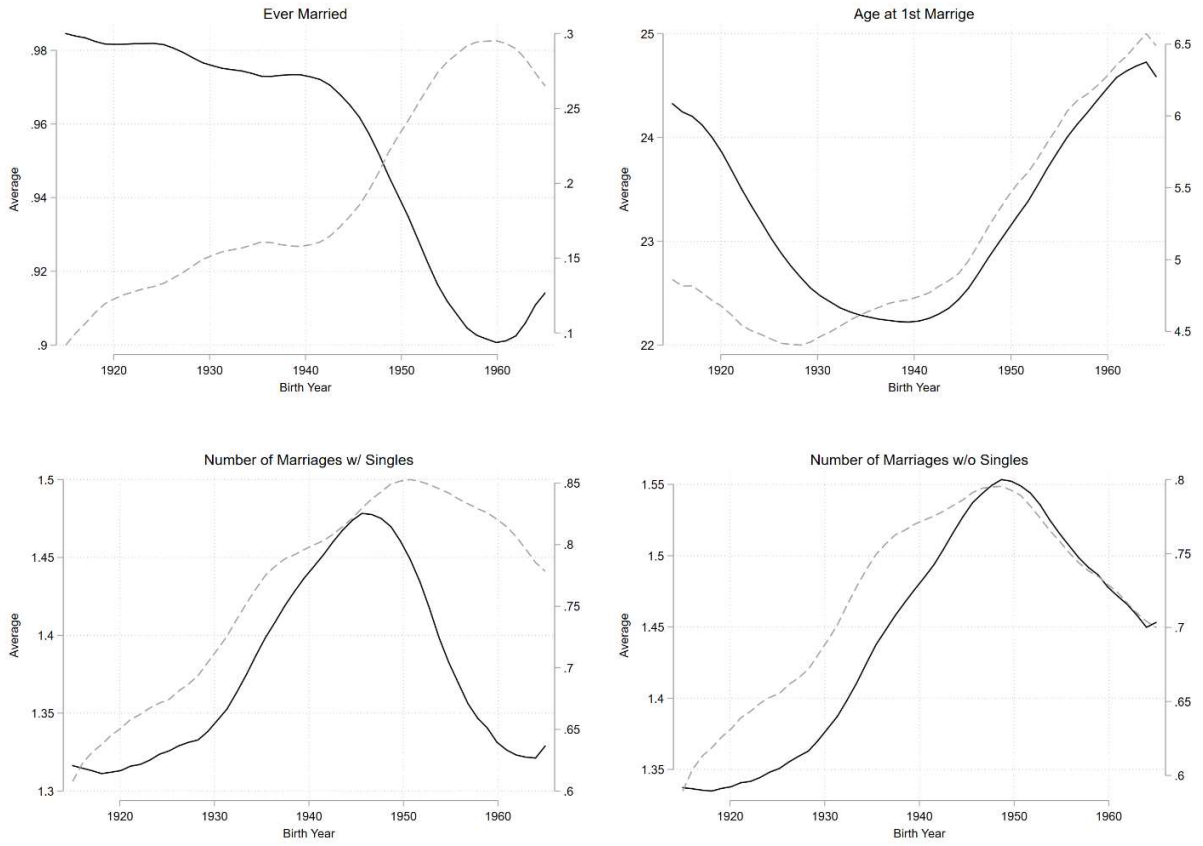 Ever Married
.98
.96
.94
.92
.9
.3
.25
.2
.15
.1
Average
1920 1930 1940 1950 1960
Birth Year
Age at 1st Marrige
25
24
23
22
6.5
6
5.5
5
4.5
Average
1920 1930 1940 1950 1960
Birth Year
Number of Marriages w/ Singles
1.5
1.45
1.4
1.35
1.3
.85
.8
.75
.7
.65
.6
1920 1930 1940 1950 1960
Birth Year
Number of Marriages w/o Singles
1.55
1.5
1.45
1.4
1.35
.8
.75
.7
.65
.6
Average
1920 1930 1940 1950 1960
Birth Year
Average